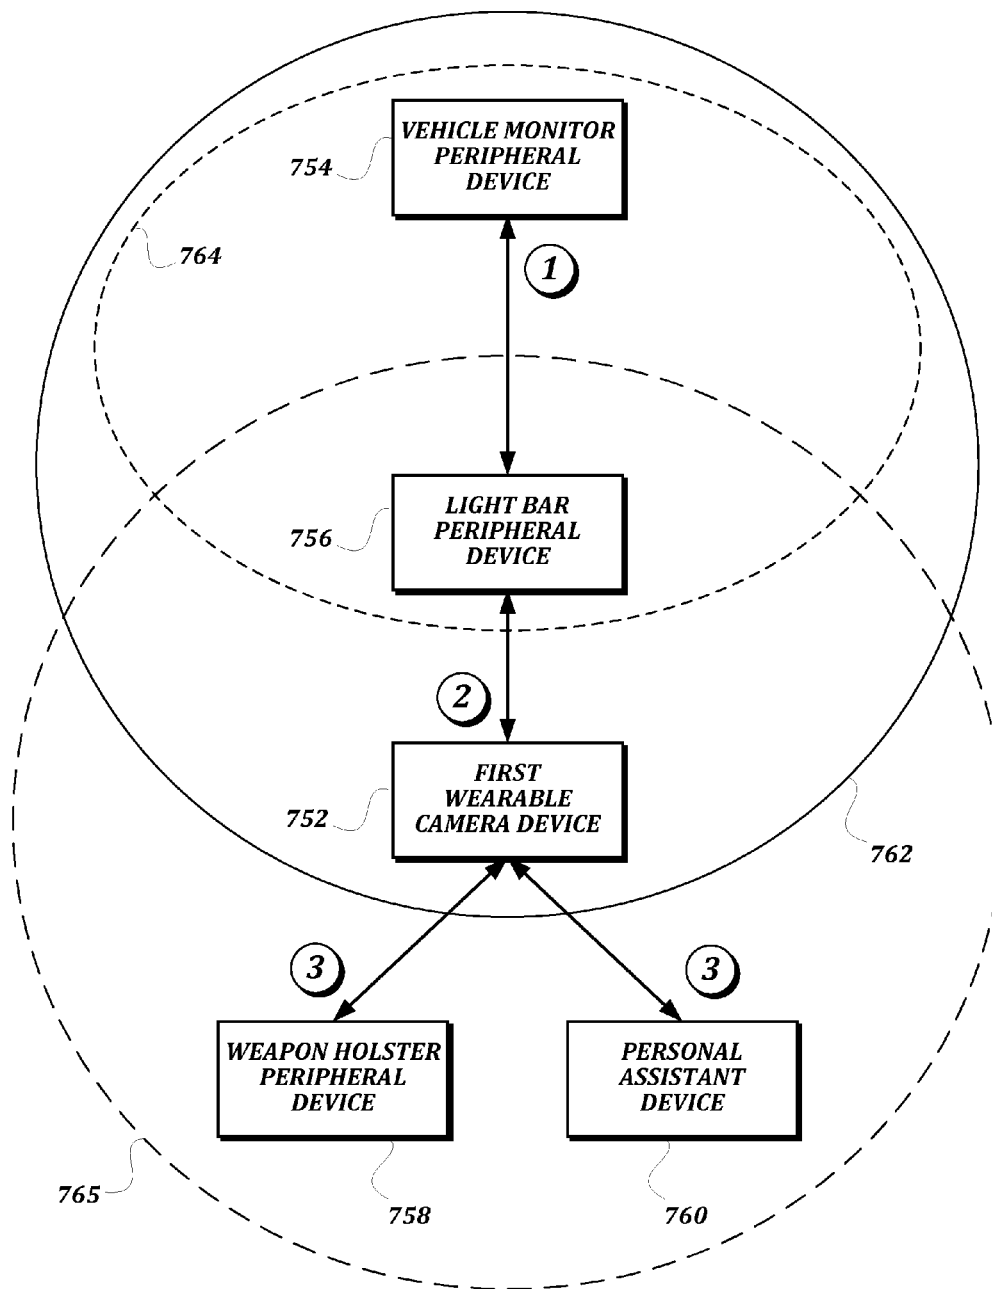 VEHICLE MONITOR
PERIPHERAL
DEVICE
754
764
1
LIGHT BAR
PERIPHERAL
DEVICE
756
2
FIRST
WEARABLE
CAMERA DEVICE
752
762
3
3
WEAPON HOLSTER
PERIPHERAL
DEVICE
PERSONAL
ASSISTANT
DEVICE
765
758
760